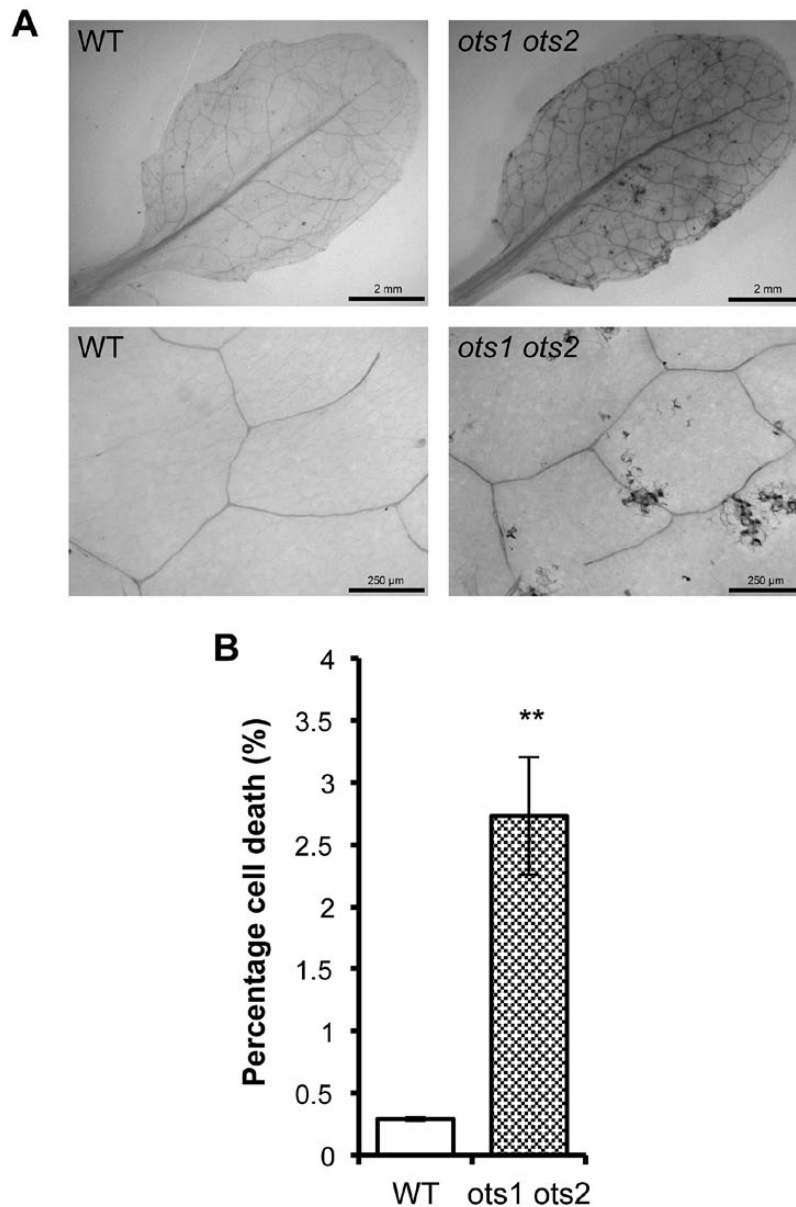 A
WT
ots1 ots2
2 mm
2 mm
WT
ots1 ots2
250 µm
250 µm
B
Percentage cell death (%)
4
3.5
3
2.5
2
1.5
1
0.5
0
**
WT
ots1 ots2